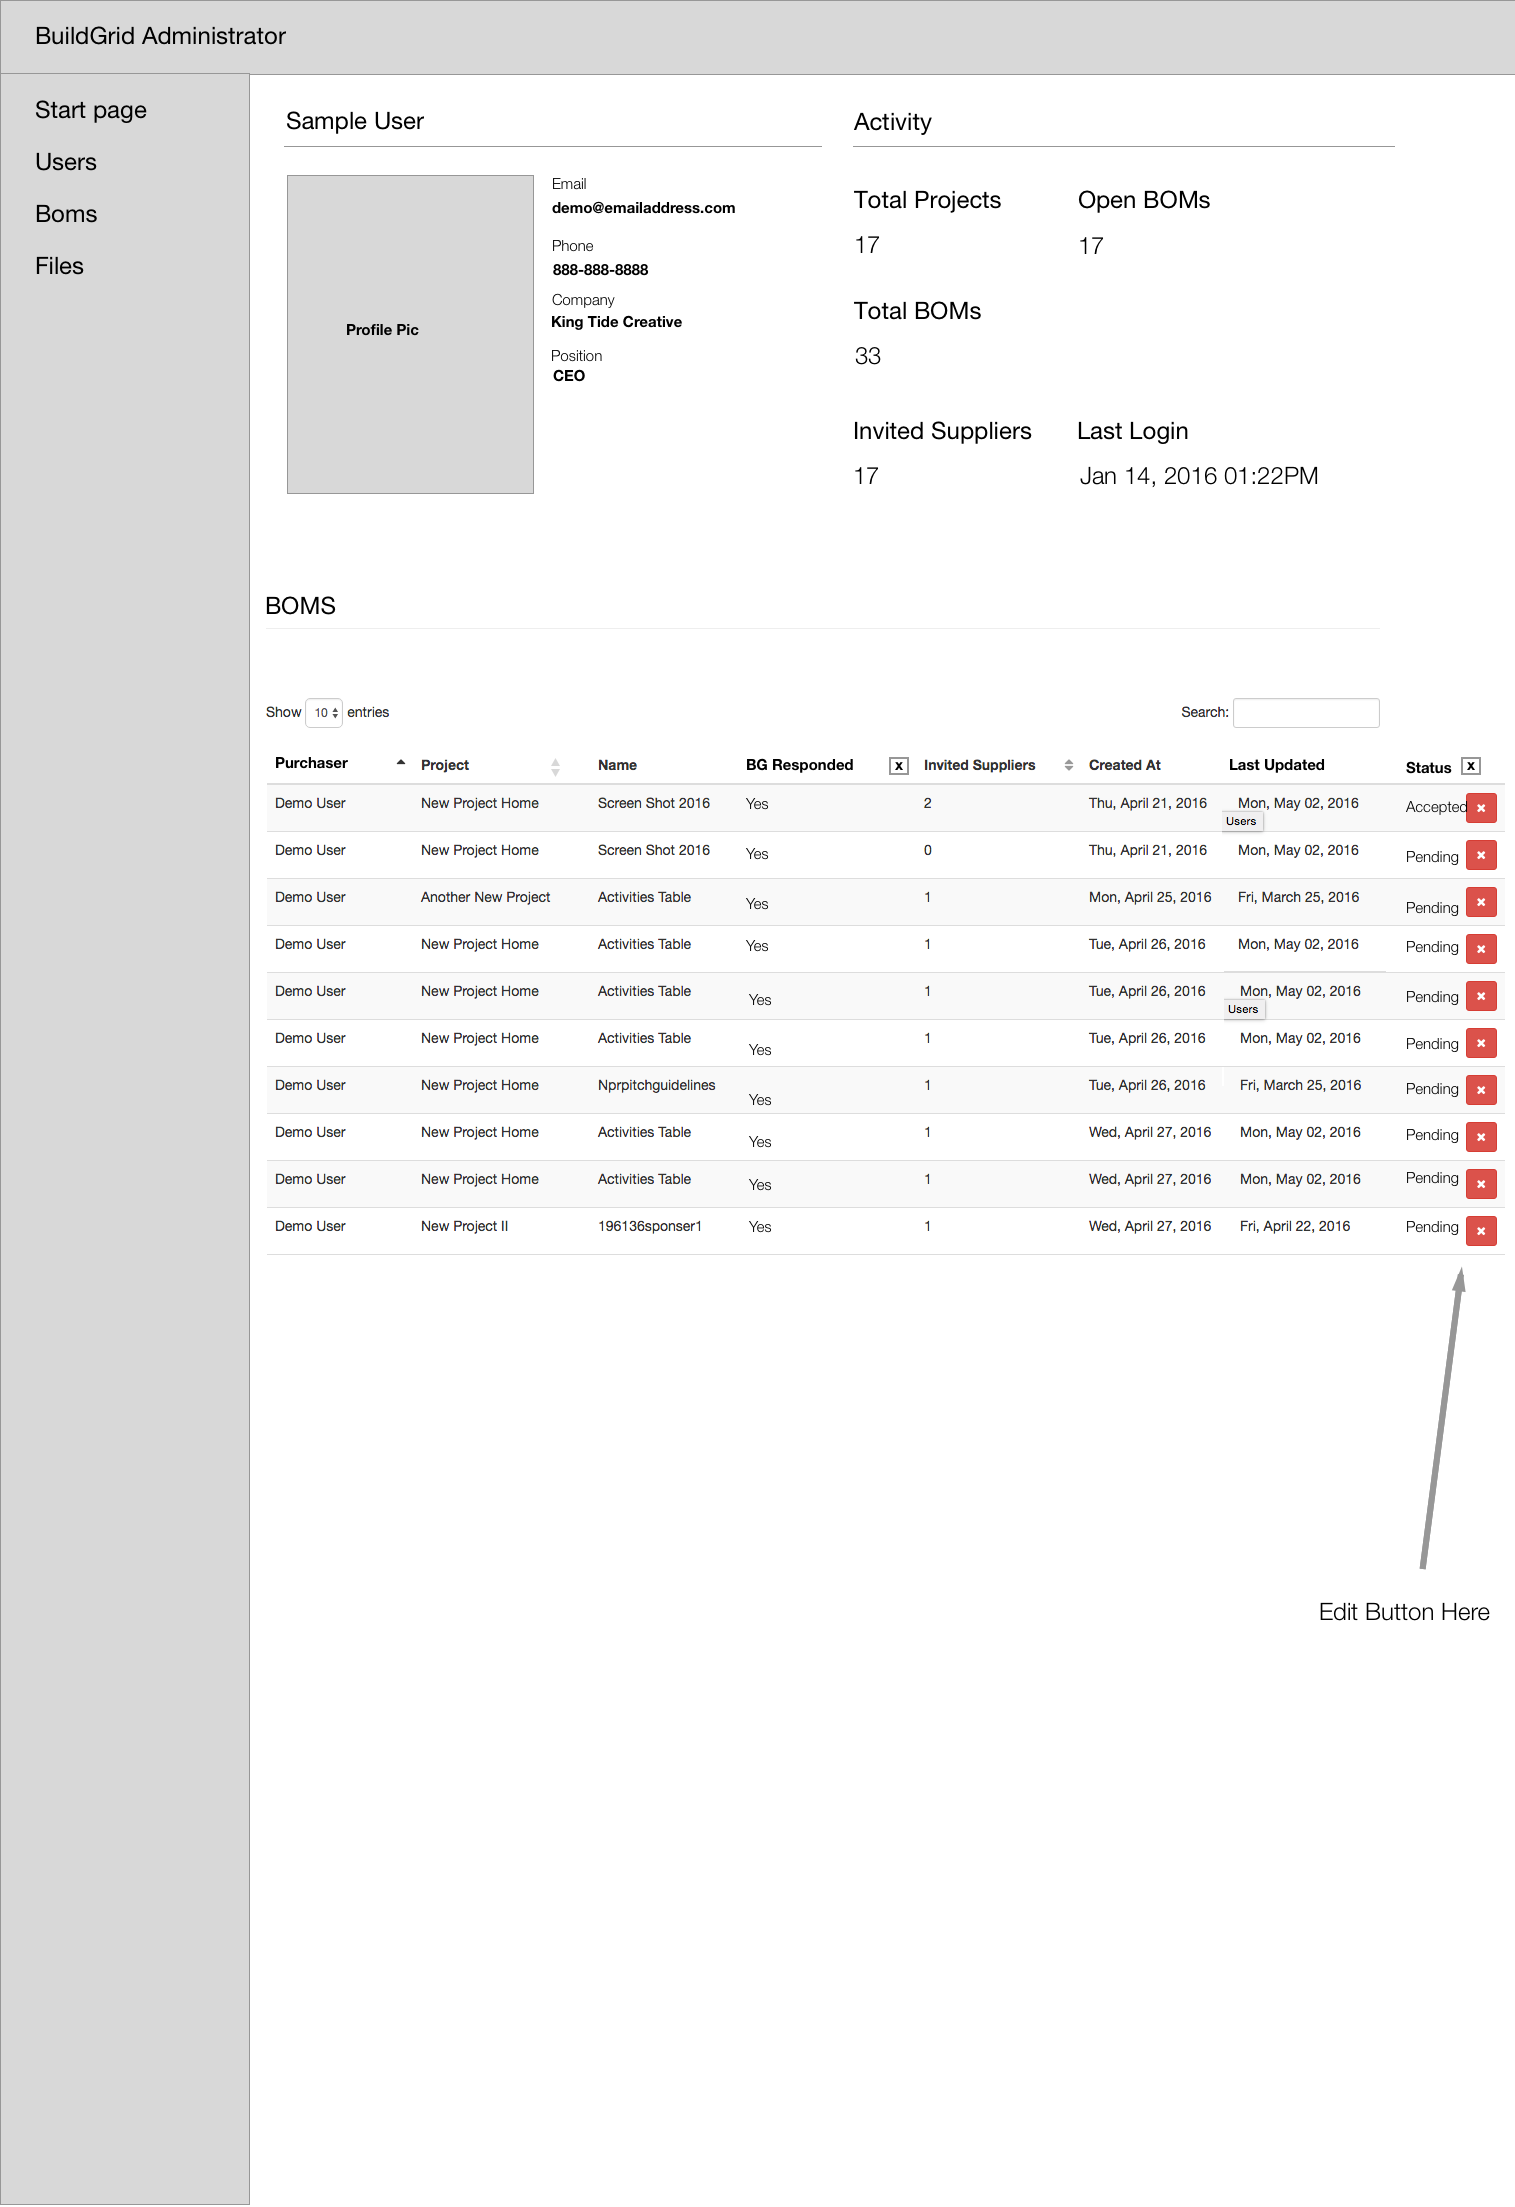 BuildGrid Administrator
Start page
Users
Boms
Files
Sample User
Profile Pic
Email
demo@emailaddress.com
Phone
888-888-8888
Company
King Tide Creative
Position
CEO
Activity
Total Projects Open BOMs
17 17
Total BOMs
33
Invited Suppliers Last Login
17 Jan 14, 2016 01:22PM
BOMS
Show 10 entries Search:
Purchaser Project Name BG Responded x Invited Suppliers Created At Last Updated Status x
Demo User New Project Home Screen Shot 2016 Yes 2 Thu, April 21, 2016 Mon, May 02, 2016 Accepted
Users
Demo User New Project Home Screen Shot 2016 Yes 0 Thu, April 21, 2016 Mon, May 02, 2016 Pending
Demo User Another New Project Activities Table Yes 1 Mon, April 25, 2016 Fri, March 25, 2016 Pending
Demo User New Project Home Activities Table Yes 1 Tue, April 26, 2016 Mon, May 02, 2016 Pending
Demo User New Project Home Activities Table Yes 1 Tue, April 26, 2016 Mon, May 02, 2016 Pending
Users
Demo User New Project Home Activities Table Yes 1 Tue, April 26, 2016 Mon, May 02, 2016 Pending
Demo User New Project Home Nprpitchguidelines Yes 1 Tue, April 26, 2016 Fri, March 25, 2016 Pending
Demo User New Project Home Activities Table Yes 1 Wed, April 27, 2016 Mon, May 02, 2016 Pending
Demo User New Project Home Activities Table Yes 1 Wed, April 27, 2016 Mon, May 02, 2016 Pending
Demo User New Project II 196136sponser1 Yes 1 Wed, April 27, 2016 Fri, April 22, 2016 Pending
Edit Button Here